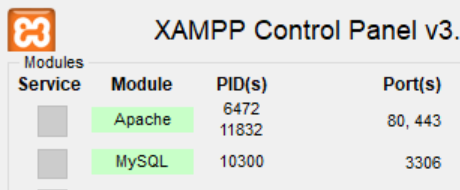 XAMPP Control Panel v3.
Modules
Service Module PID(s) Port(s)
Apache 6472 11832 80, 443
MySQL 10300 3306